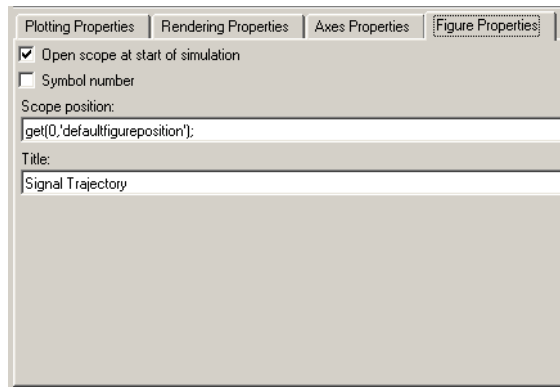 Plotting Properties Rendering Properties Axes Properties Figure Properties
Open scope at start of simulation
Symbol number
Scope position:
get(0,'defaultfigureposition');
Title:
Signal Trajectory